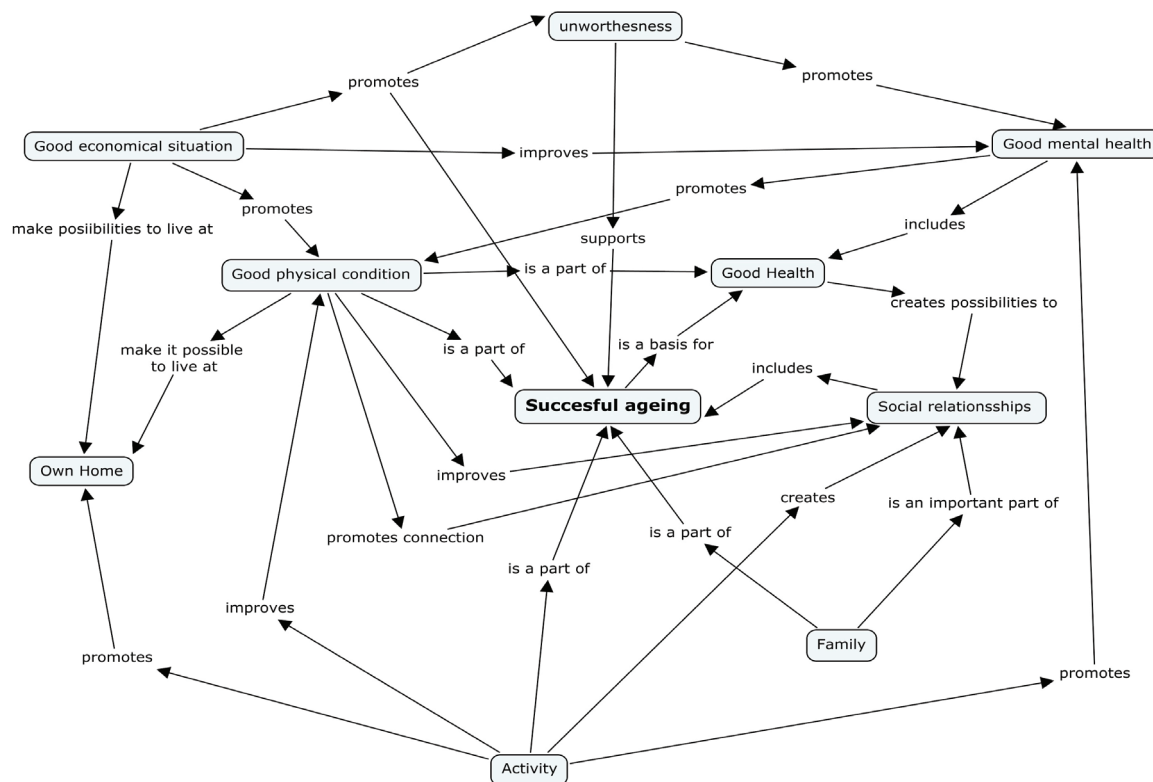 unworthesness
promotes
promotes
Good economical situation
improves
Good mental health
promotes
promotes
make posiibilities to live at
includes
supports
Good physical condition
is a part of
Good Health
creates possibilities to
make it possible
to live at
is a part of
is a basis for
includes
Succesful ageing
Social relationsships
Own Home
improves
creates
is an important part of
promotes connection
is a part of
is a part of
improves
Family
promotes
promotes
Activity